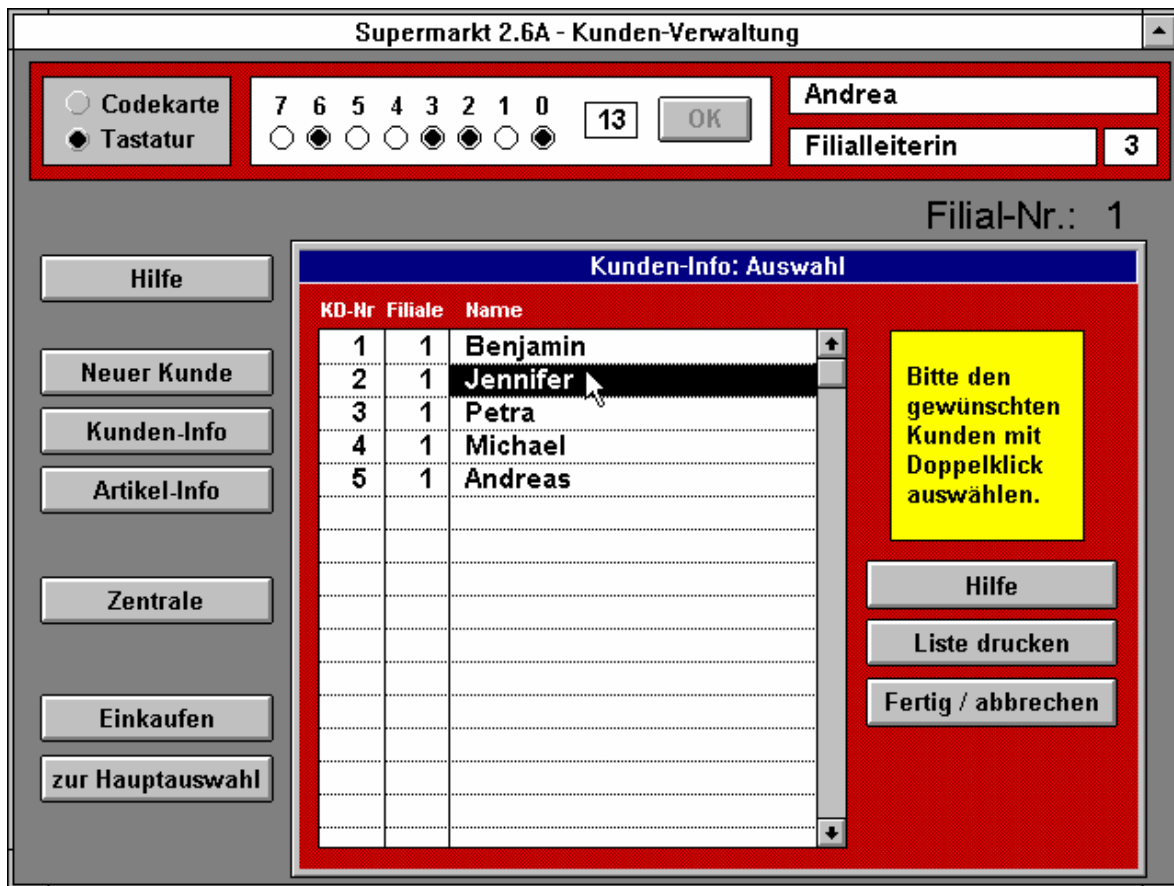 Supermarkt 2.6A - Kunden-Verwaltung
Codekarte
Tastatur
7 6 5 4 3 2 1 0
13
OK
Andrea
Filialleiterin
3
Filial-Nr.: 1
Hilfe
Neuer Kunde
Kunden-Info
Artikel-Info
Zentrale
Einkaufen
zur Hauptauswahl
Kunden-Info: Auswahl
KD-Nr Filiale Name
1 1 Benjamin
2 1 Jennifer
3 1 Petra
4 1 Michael
5 1 Andreas
Bitte den
gewünschten
Kunden mit
Doppelklick
auswählen.
Hilfe
Liste drucken
Fertig / abbrechen